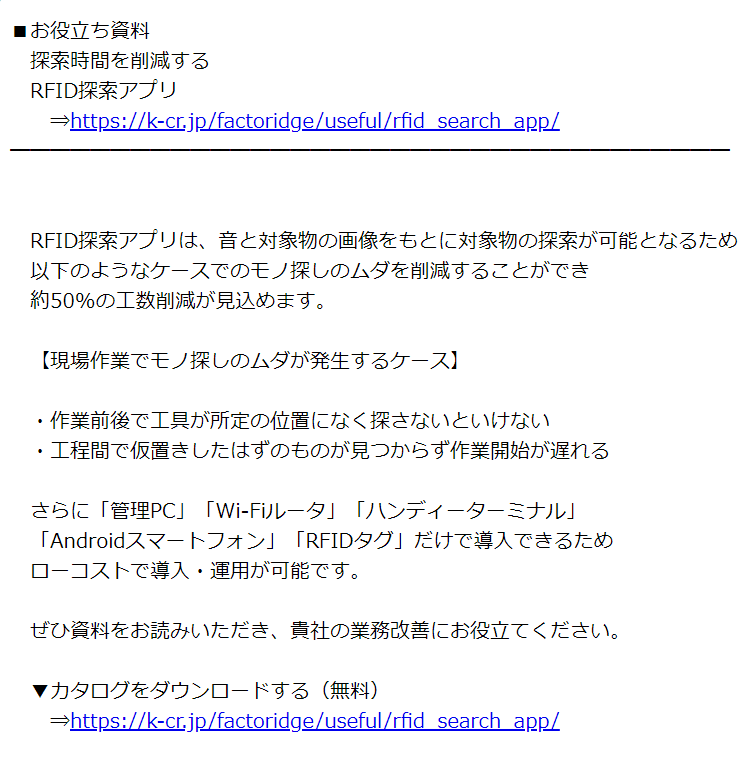 ■お役立ち資料
探索時間を削減する
RFID探索アプリ
⇒https://k-cr.jp/factoridge/useful/rfid_search_app/
RFID探索アプリは、音と対象物の画像をもとに対象物の探索が可能となるため
以下のようなケースでのモノ探しのムダを削減することができ
約50%の工数削減が見込めます。
【現場作業でモノ探しのムダが発生するケース】
・作業前後で工具が所定の位置になく探さないといけない
・工程間で仮置きしたはずのものが見つからず作業開始が遅れる
さらに「管理PC」「Wi-Fiルータ」「ハンディーターミナル」
「Androidスマートフォン」「RFIDタグ」だけで導入できるため
ローコストで導入・運用が可能です。
ぜひ資料をお読みいただき、貴社の業務改善にお役立てください。
▼カタログをダウンロードする（無料）
⇒https://k-cr.jp/factoridge/useful/rfid_search_app/